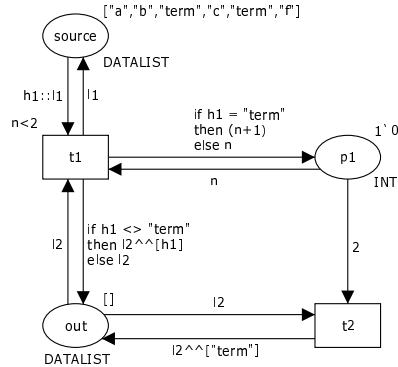 ["a","b","term","c","term","f"]
source
DATALIST
h1::l1
l1
n<2
if h1 = "term"
then (n+1)
else n
1`0
t1
p1
n
INT
if h1 <> "term"
then l2^^[h1]
else l2
l2
2
[]
l2
out
t2
l2^^["term"]
DATALIST